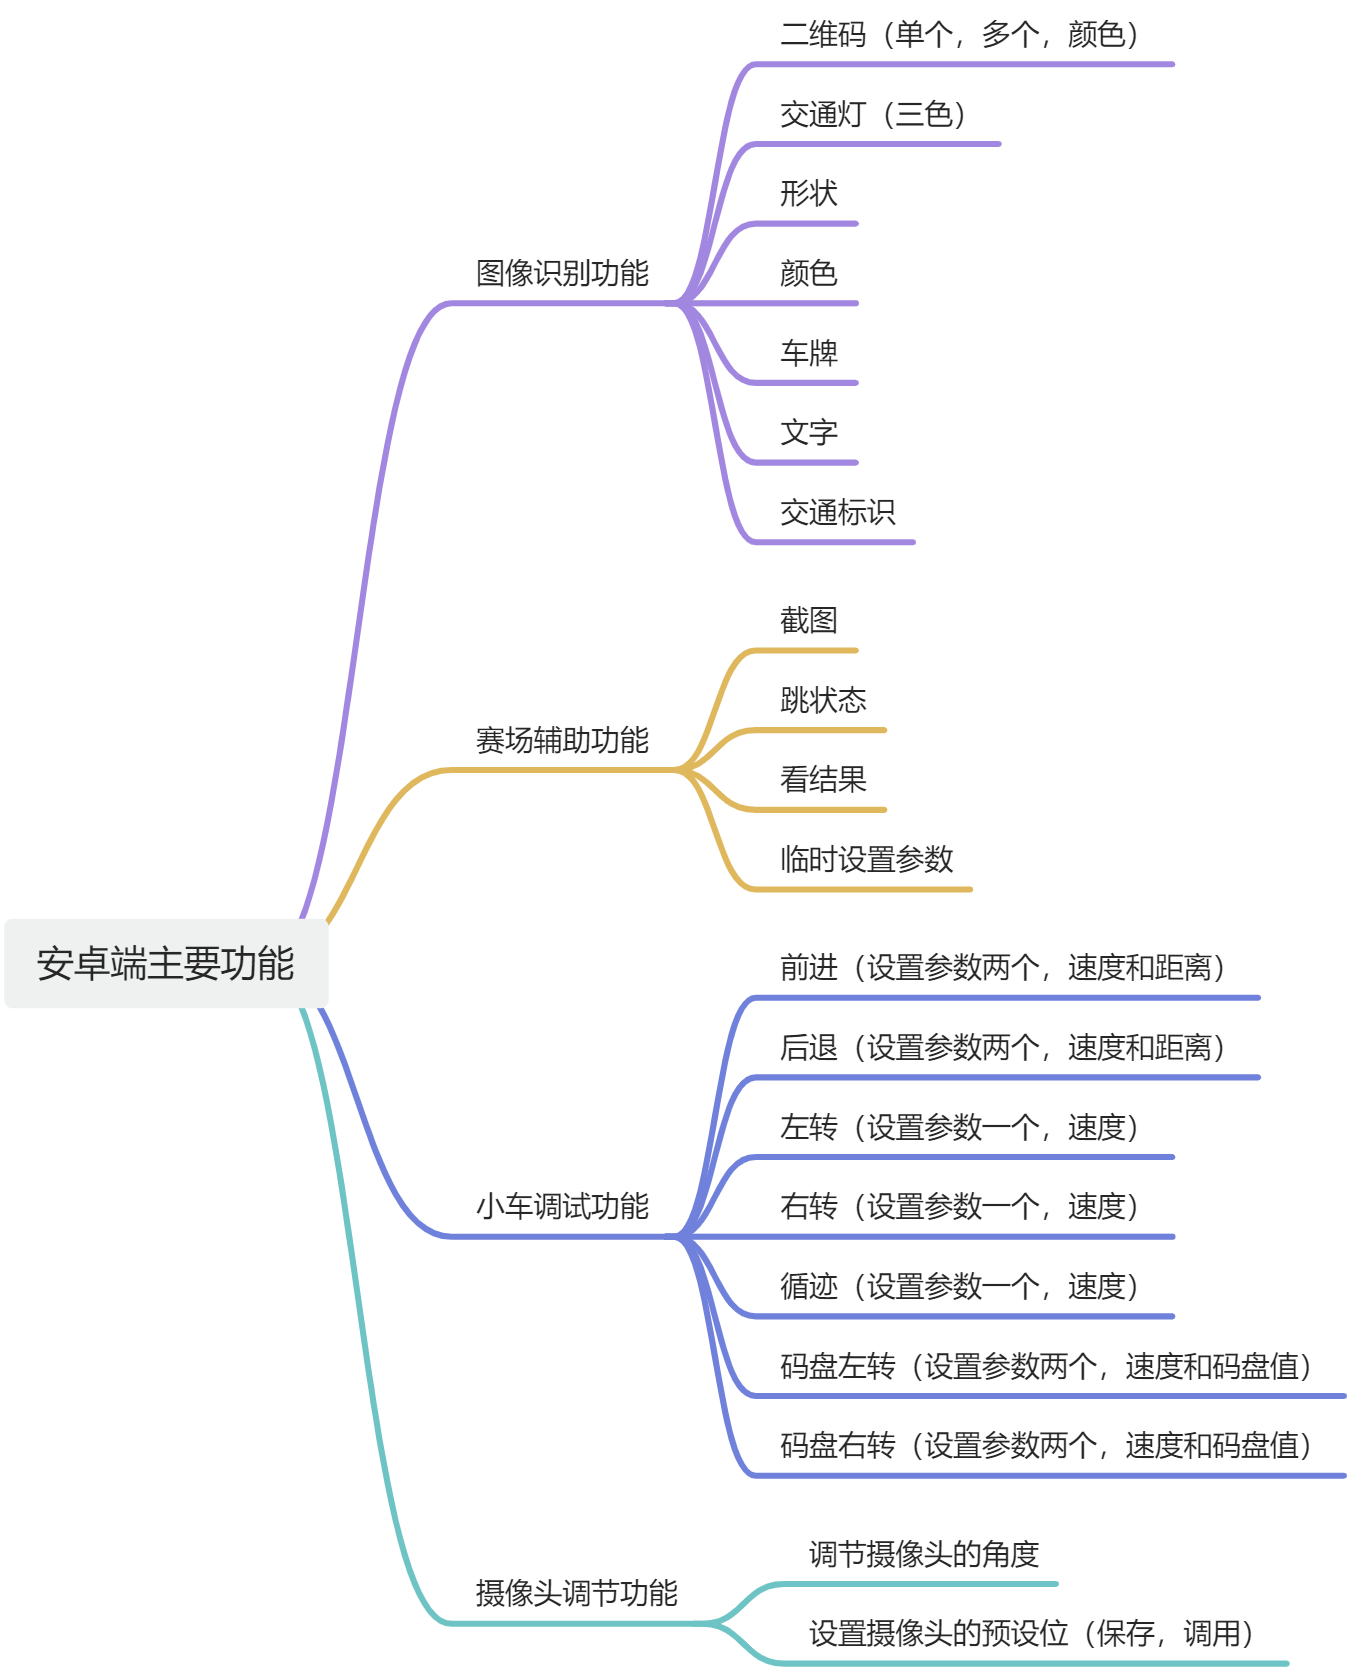 二维码（单个，多个，颜色）
交通灯（三色）
形状
图像识别功能
颜色
车牌
文字
交通标识
截图
跳状态
赛场辅助功能
看结果
临时设置参数
安卓端主要功能
前进（设置参数两个，速度和距离）
后退（设置参数两个，速度和距离）
左转（设置参数一个，速度）
小车调试功能
右转（设置参数一个，速度）
循迹（设置参数一个，速度）
码盘左转（设置参数两个，速度和码盘值）
码盘右转（设置参数两个，速度和码盘值）
摄像头调节功能
调节摄像头的角度
设置摄像头的预设位（保存，调用）